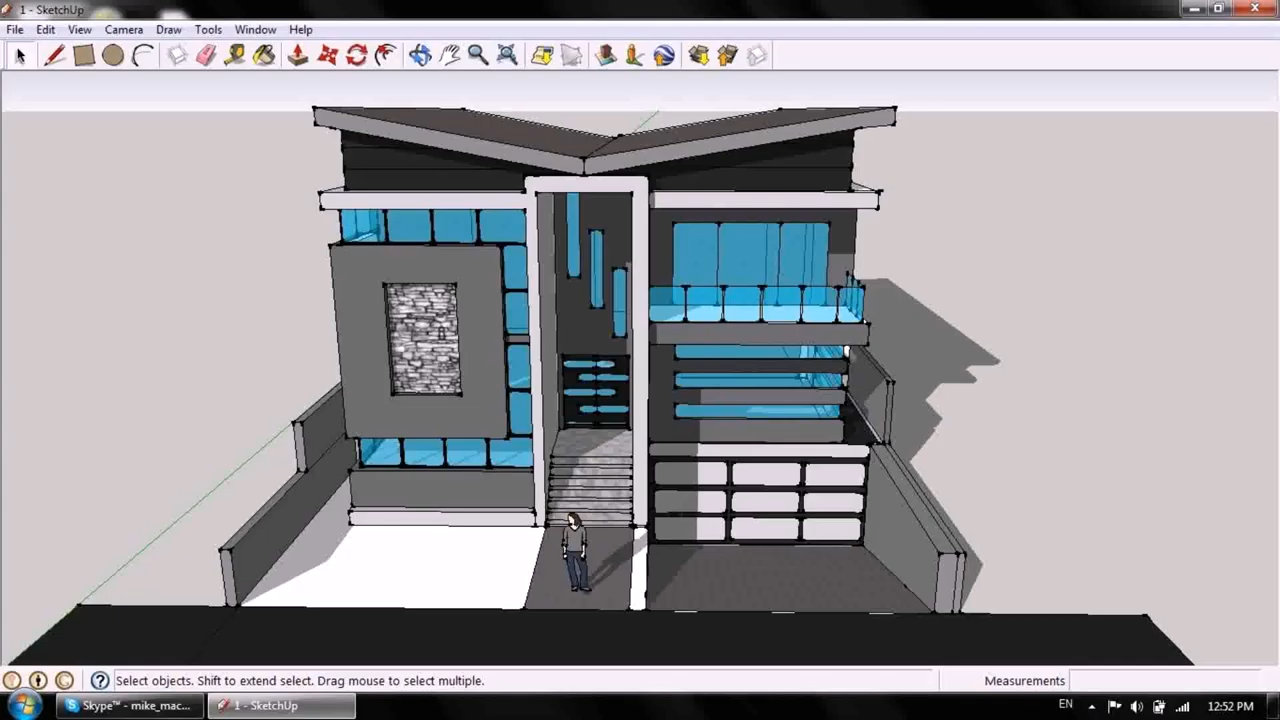 1 - SketchUp
File Edit View Camera Draw Tools Window Help
Select objects. Shift to extend select. Drag mouse to select multiple.
Measurements
Skype™ - mike_mac...
1 - SketchUp
EN
12:52 PM